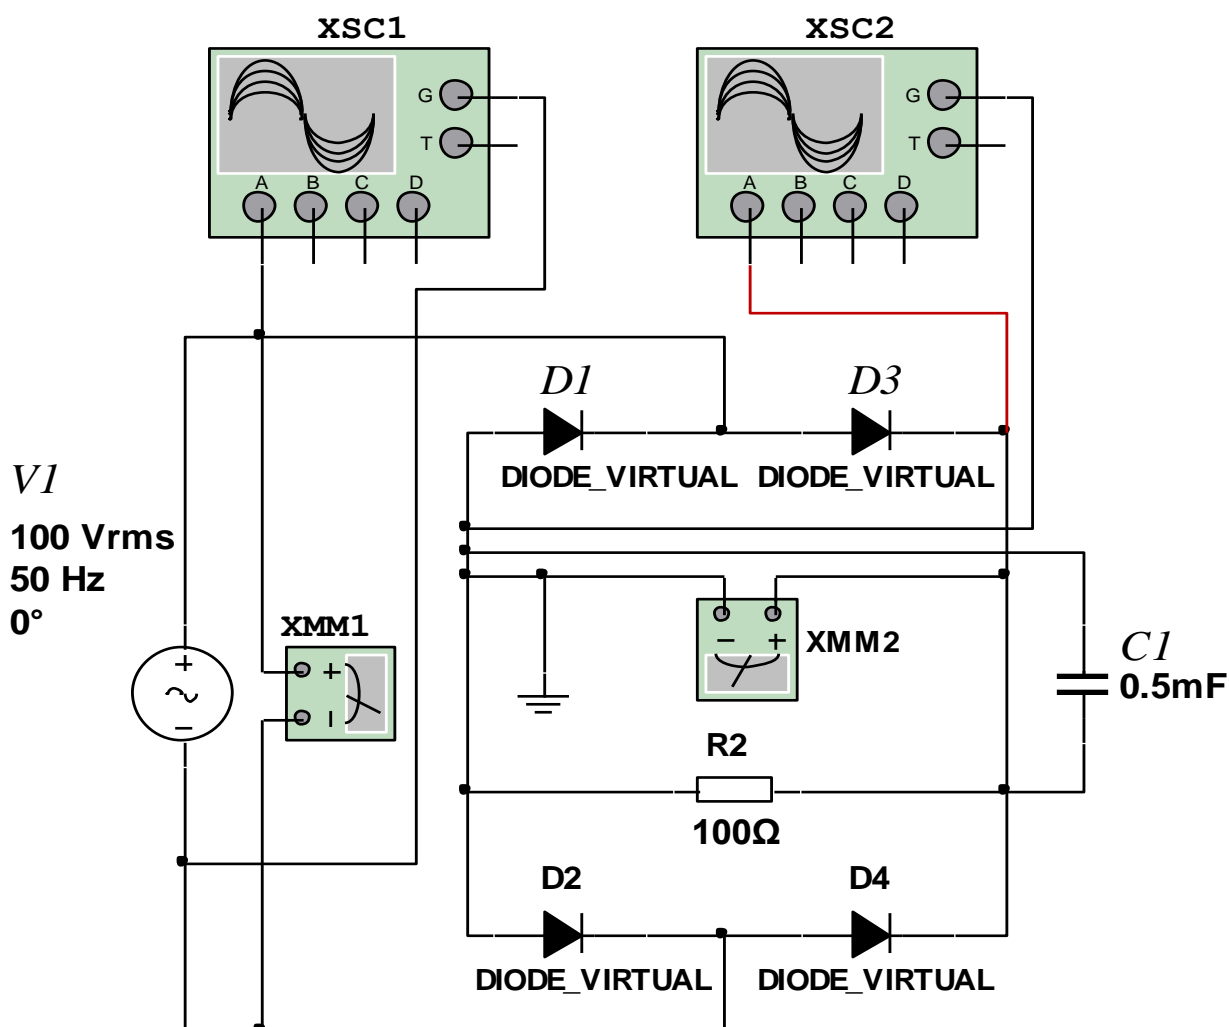 XSC1
XSC2
G
T
A B C D
G
T
A B C D
D1
D3
DIODE_VIRTUAL
DIODE_VIRTUAL
V1
100 Vrms
50 Hz
0°
XMM1
XMM2
C1
0.5mF
R2
100Ω
D2
D4
DIODE_VIRTUAL
DIODE_VIRTUAL